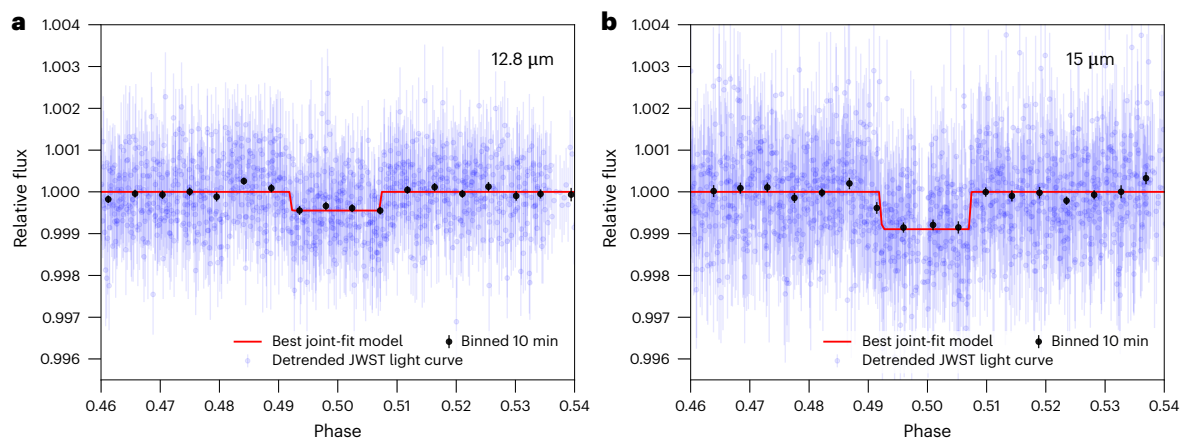 a
12.8 µm
1.004
1.003
1.002
1.001
1.000
0.999
0.998
0.997
0.996
Relative flux
Best joint-fit model
Binned 10 min
Detrended JWST light curve
0.46 0.47 0.48 0.49 0.50 0.51 0.52 0.53 0.54
Phase
b
15 µm
1.004
1.003
1.002
1.001
1.000
0.999
0.998
0.997
0.996
Relative flux
Best joint-fit model
Binned 10 min
Detrended JWST light curve
0.46 0.47 0.48 0.49 0.50 0.51 0.52 0.53 0.54
Phase